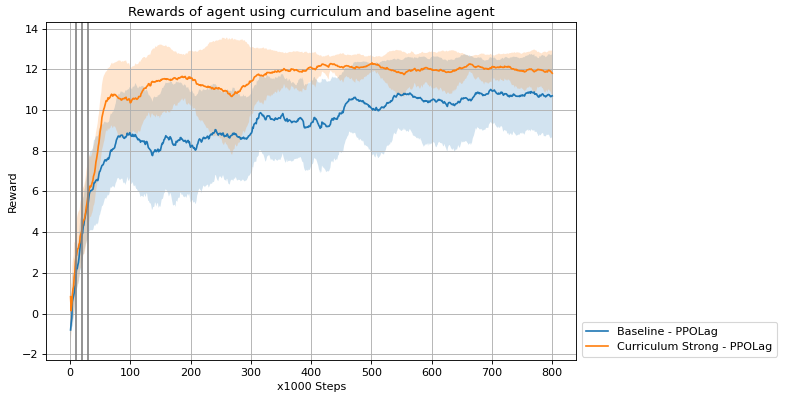 Rewards of agent using curriculum and baseline agent
14
12
10
8
6
4
2
0
−2
Reward
0 100 200 300 400 500 600 700 800
x1000 Steps
Baseline - PPOLag
Curriculum Strong - PPOLag